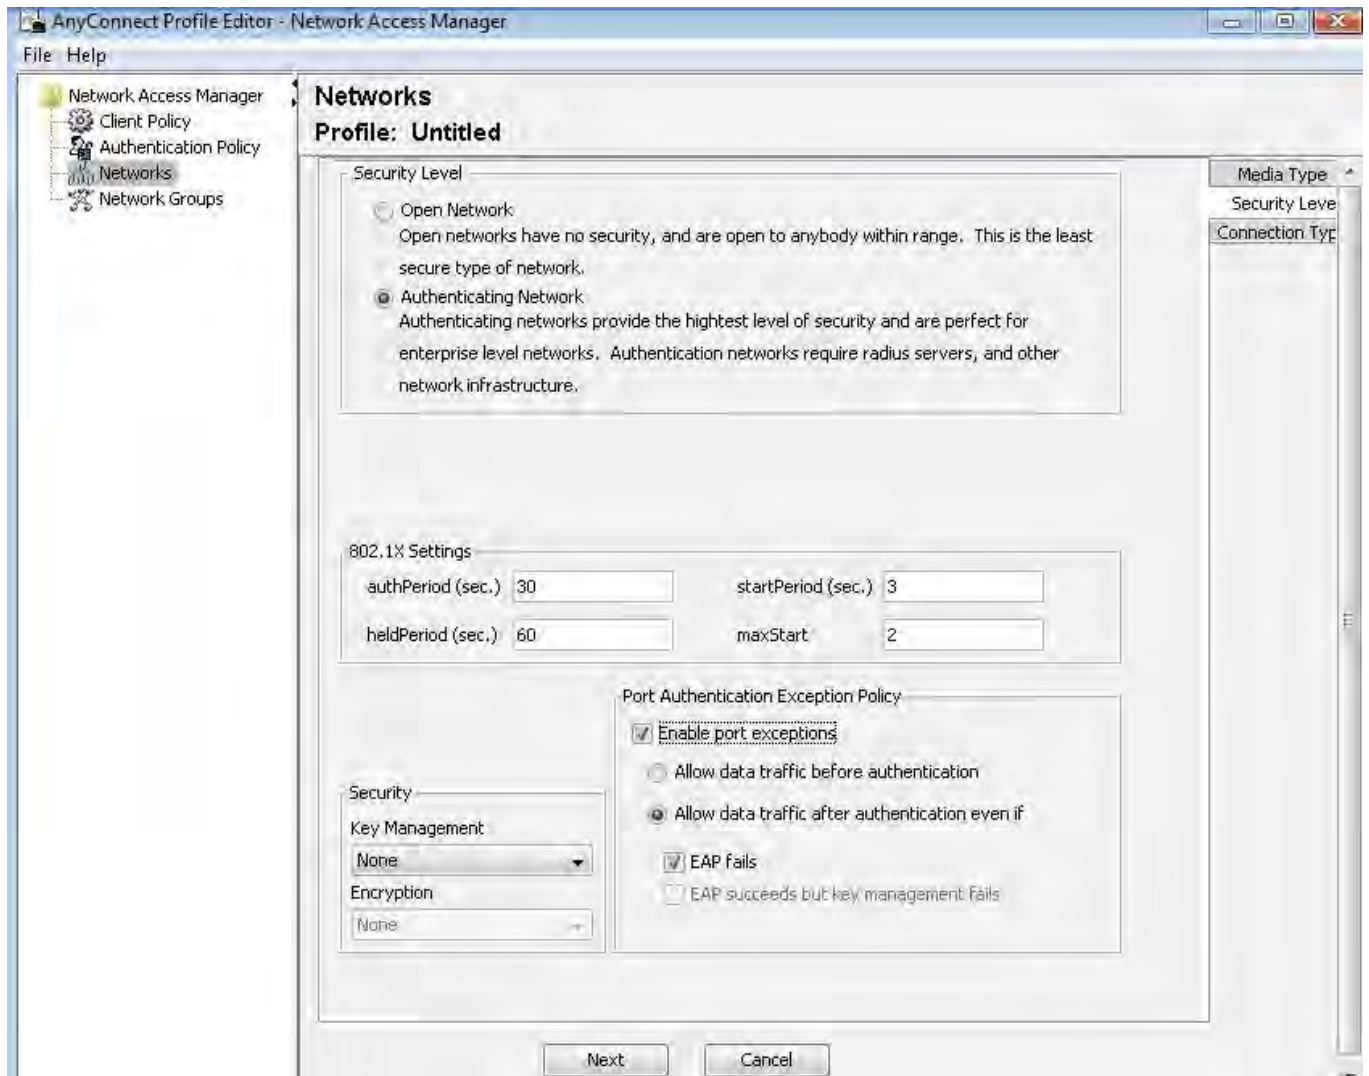 AnyConnect Profile Editor - Network Access Manager
File Help
Network Access Manager
Client Policy
Authentication Policy
Networks
Network Groups
Networks
Profile: Untitled
Media Type
Security Leve
Connection Typ
Security Level
Open Network
Open networks have no security, and are open to anybody within range. This is the least
secure type of network.
Authenticating Network
Authenticating networks provide the hightest level of security and are perfect for
enterprise level networks. Authentication networks require radius servers, and other
network infrastructure.
802.1X Settings
authPeriod (sec.) 30 startPeriod (sec.) 3
heldPeriod (sec.) 60 maxStart 2
Port Authentication Exception Policy
Enable port exceptions
Allow data traffic before authentication
Allow data traffic after authentication even if
EAP fails
EAP succeeds but key management fails
Security
Key Management
None
Encryption
None
Next Cancel